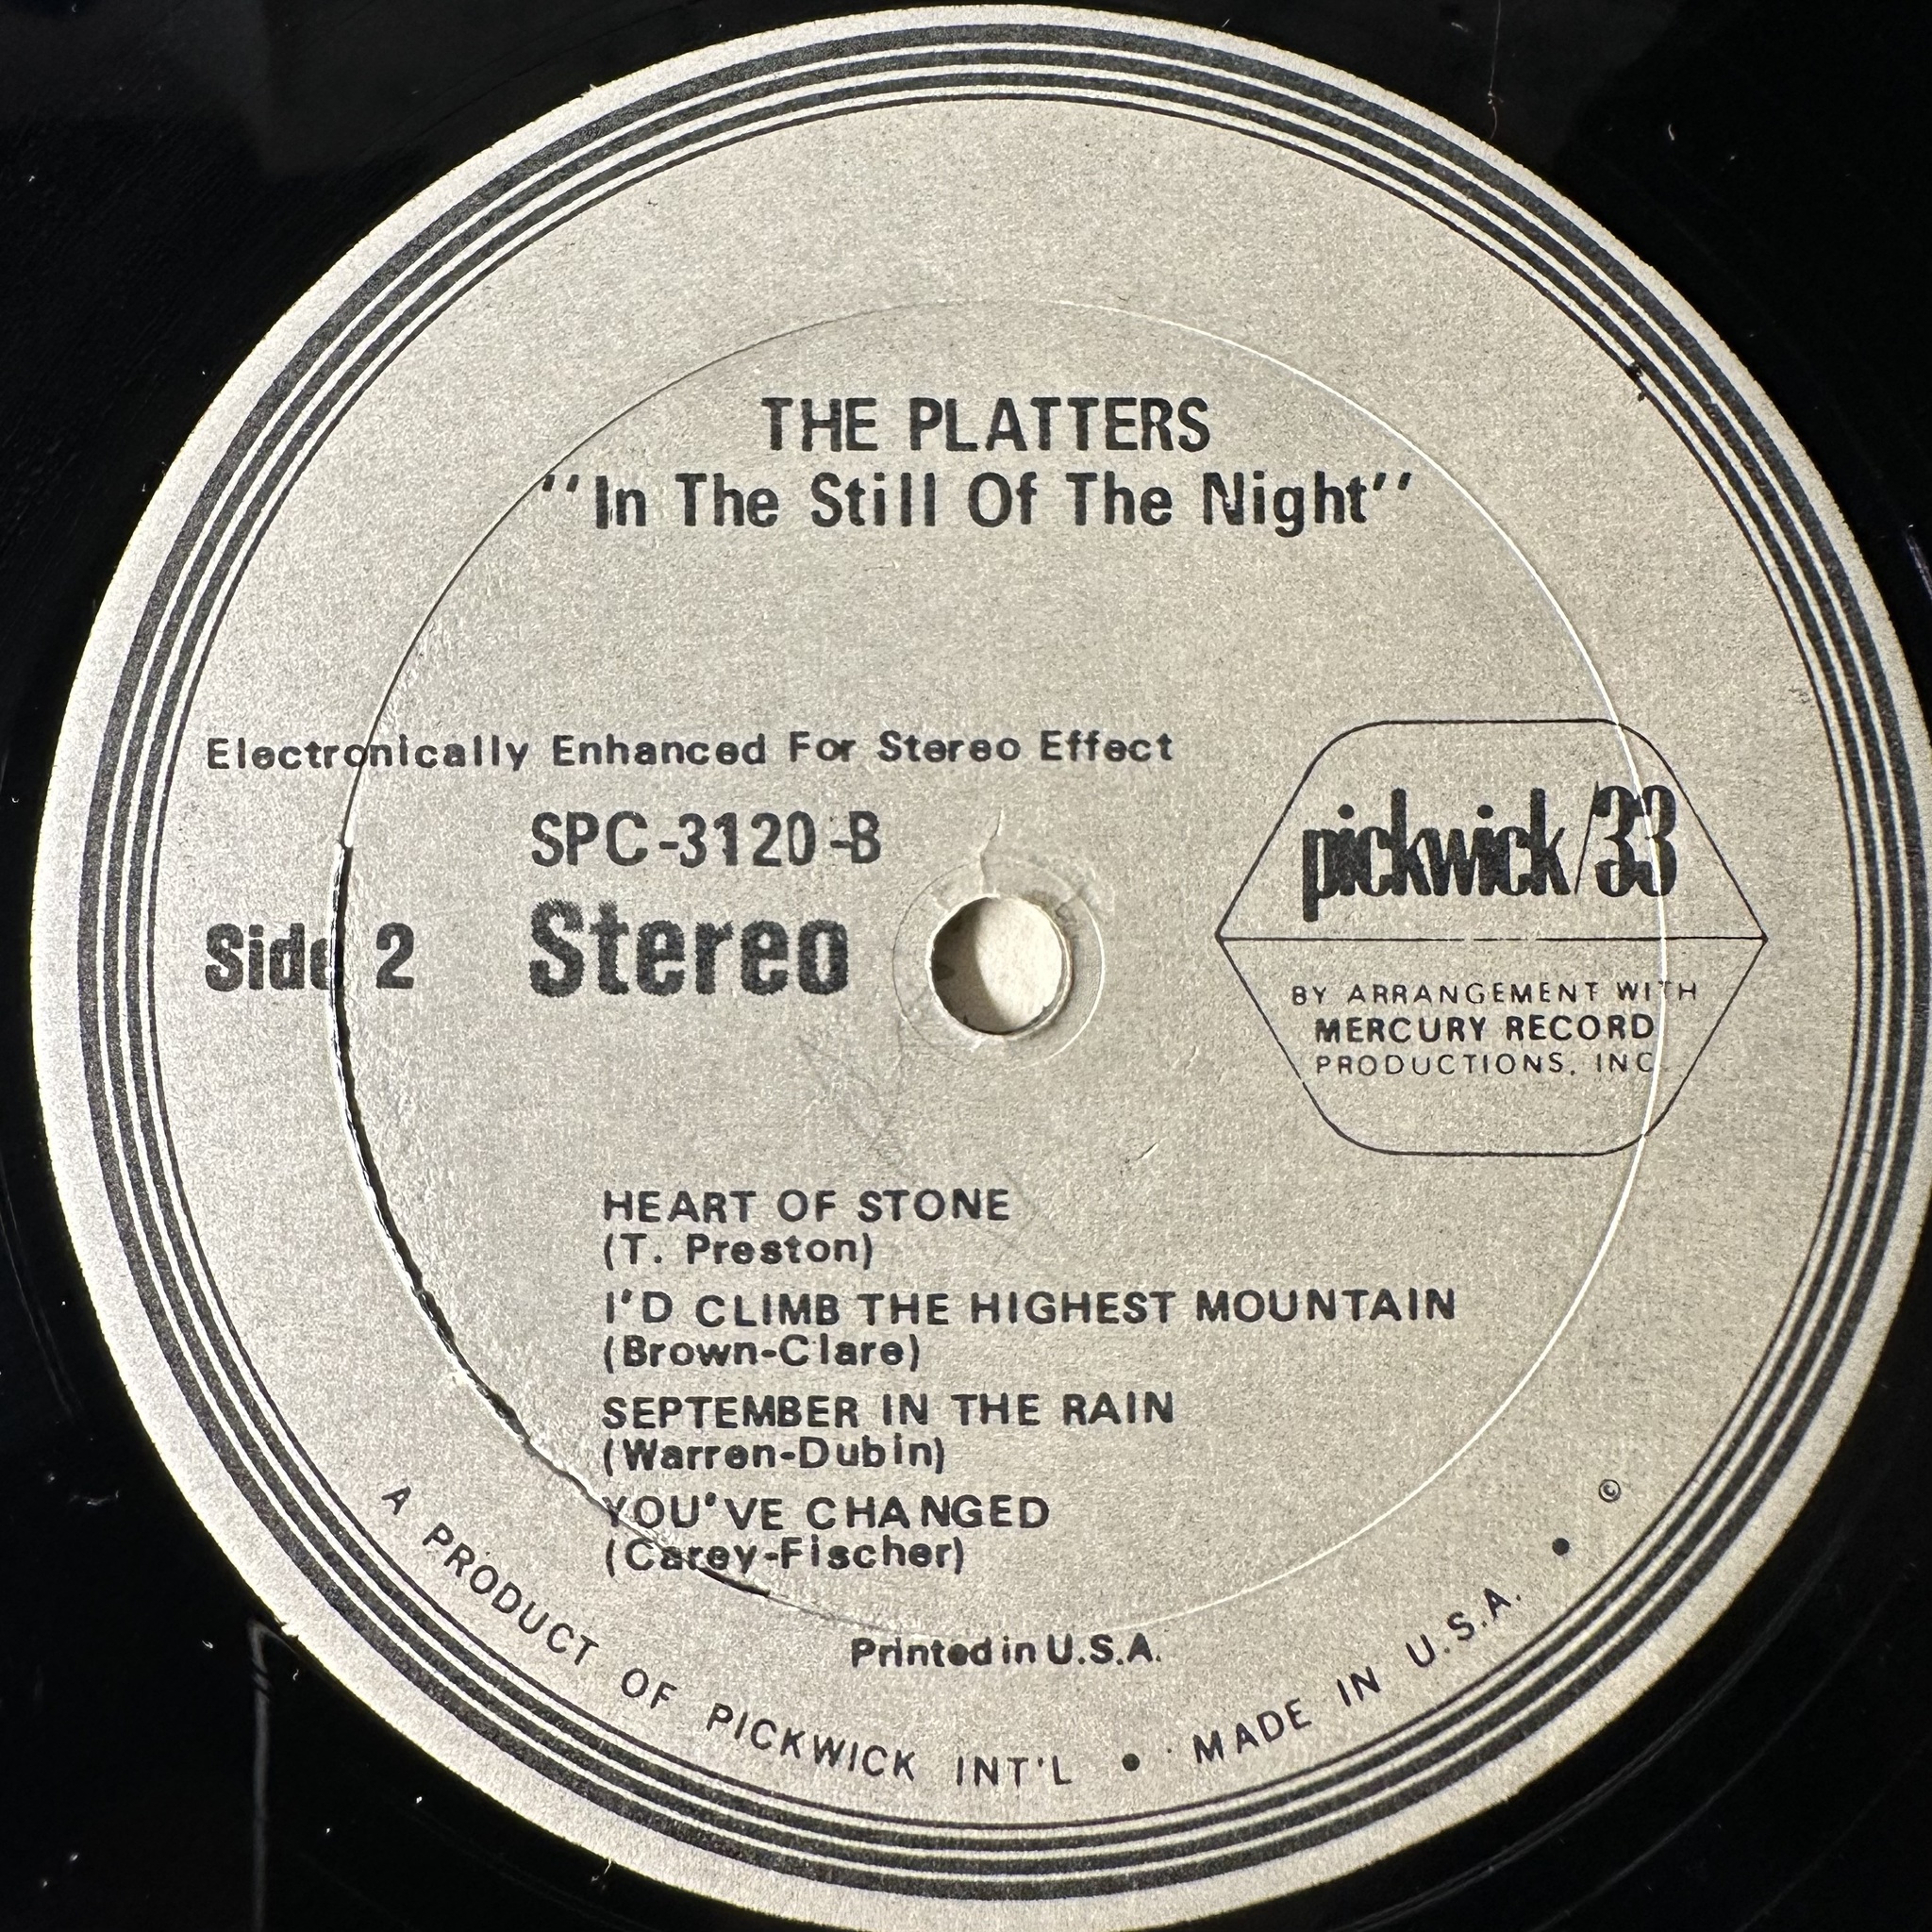 THE PLATTERS
"In The Still Of The Night"
Electronically Enhanced For Stereo Effect
SPC-3120-B
Side 2
Stereo
pickwick/33
BY ARRANGEMENT WITH
MERCURY RECORD
PRODUCTIONS, INC.
HEART OF STONE
(T. Preston)
I'D CLIMB THE HIGHEST MOUNTAIN
(Brown-Clare)
SEPTEMBER IN THE RAIN
(Warren-Dubin)
YOU'VE CHANGED
(Carey-Fischer)
Printed in U.S.A.
A PRODUCT OF PICKWICK INT'L • MADE IN U.S.A. • ©